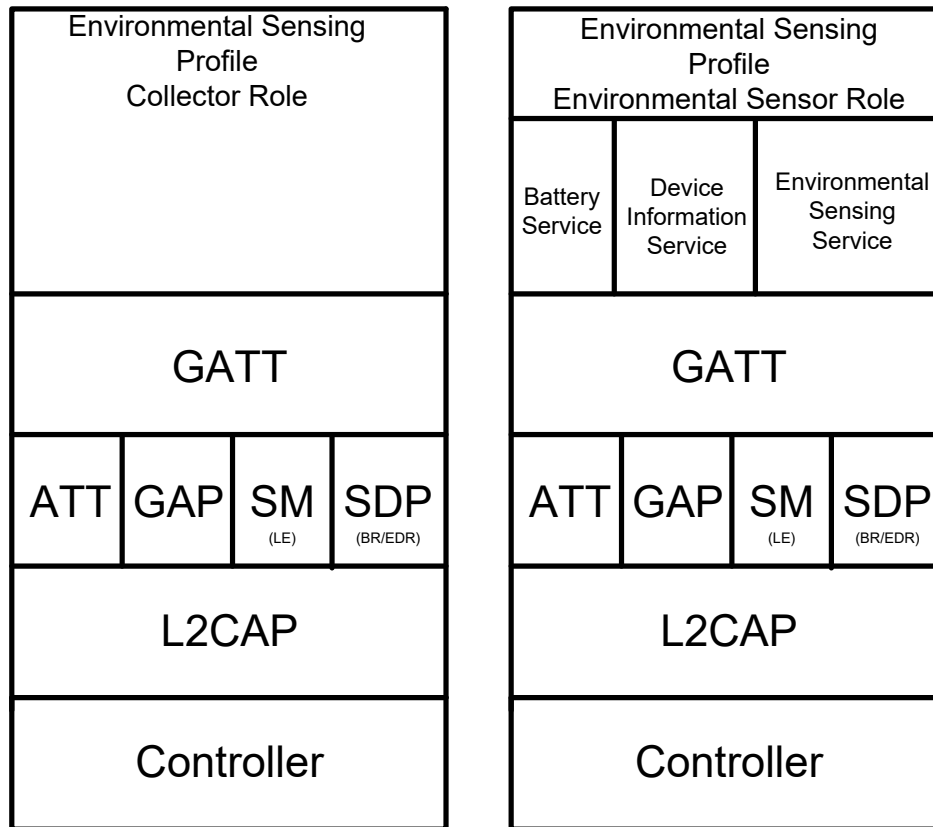 Environmental Sensing
Profile
Collector Role
GATT
ATT GAP SM SDP
(LE) (BR/EDR)
L2CAP
Controller
Environmental Sensing
Profile
Environmental Sensor Role
Battery
Service
Device
Information
Service
Environmental
Sensing
Service
GATT
ATT GAP SM SDP
(LE) (BR/EDR)
L2CAP
Controller